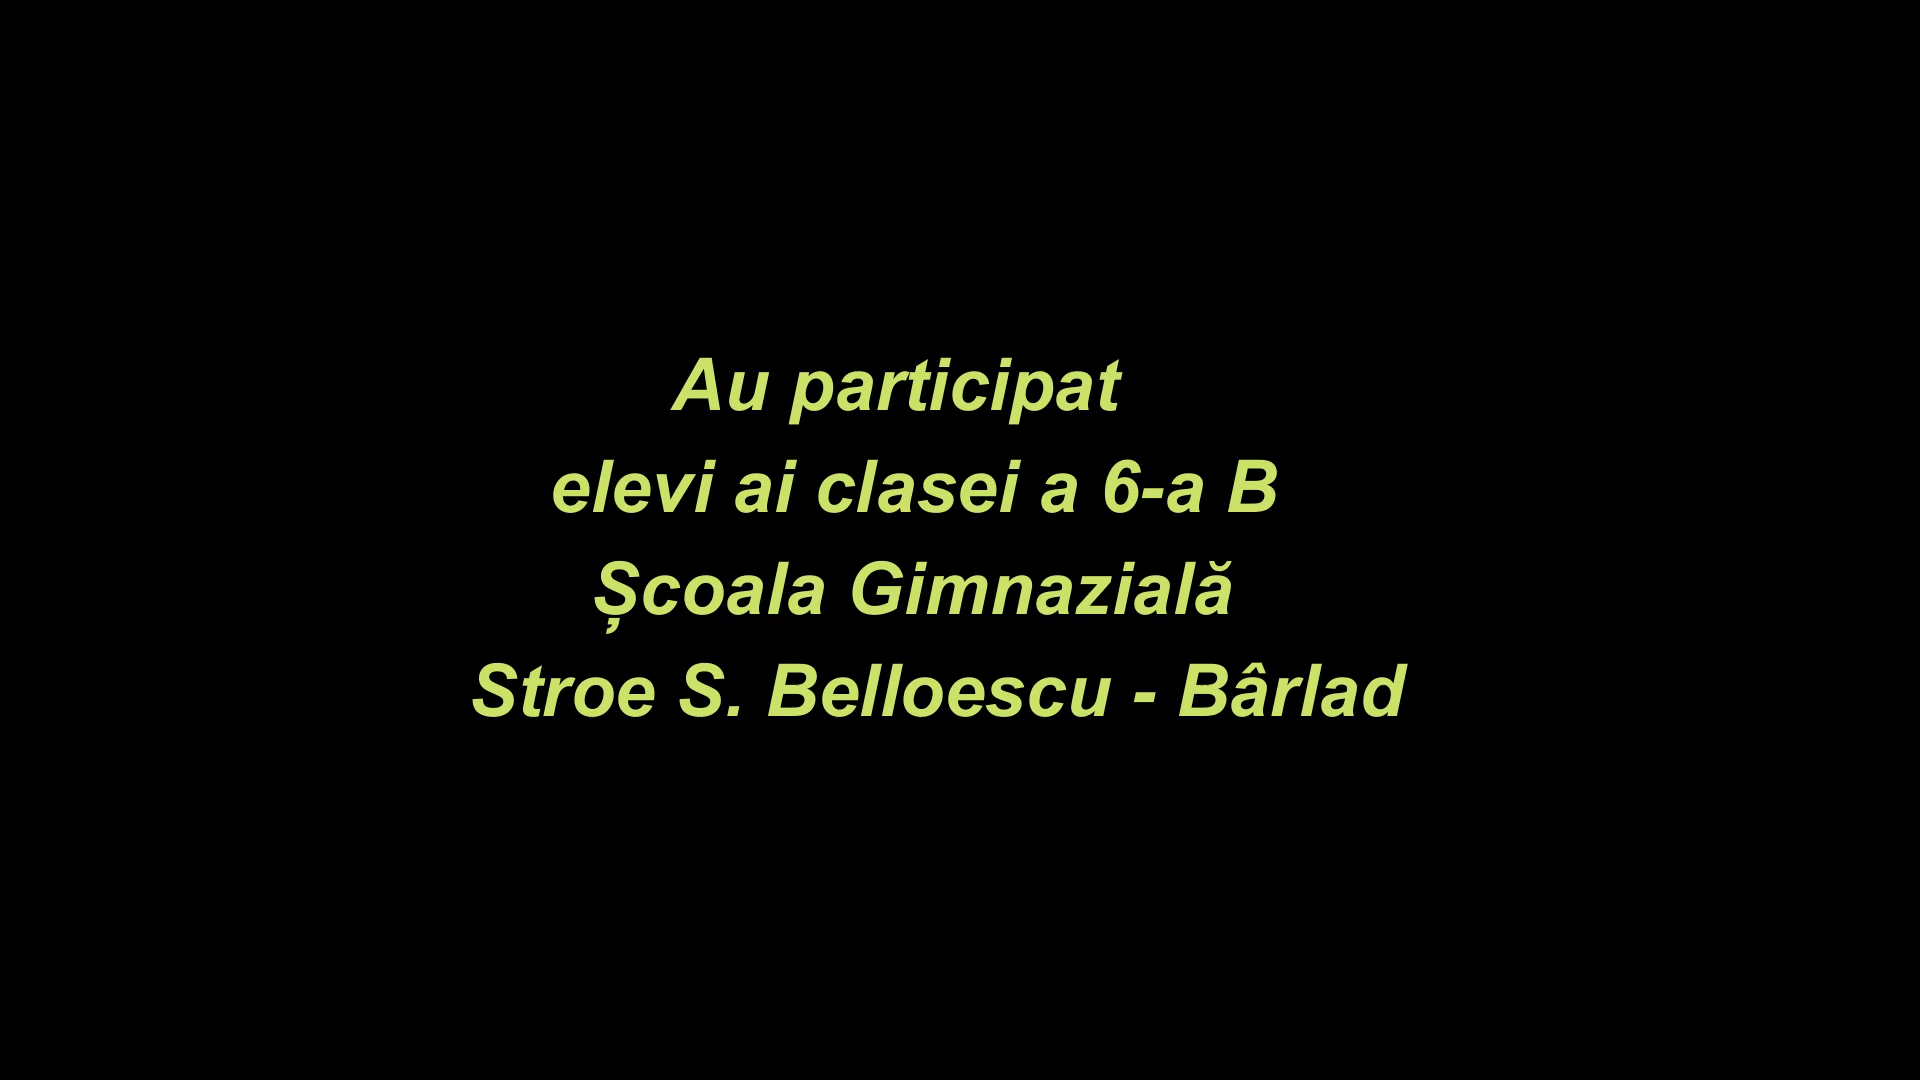 Au participat
elevi ai clasei a 6-a B
Școala Gimnazială
Stroe S. Belloescu - Bârlad